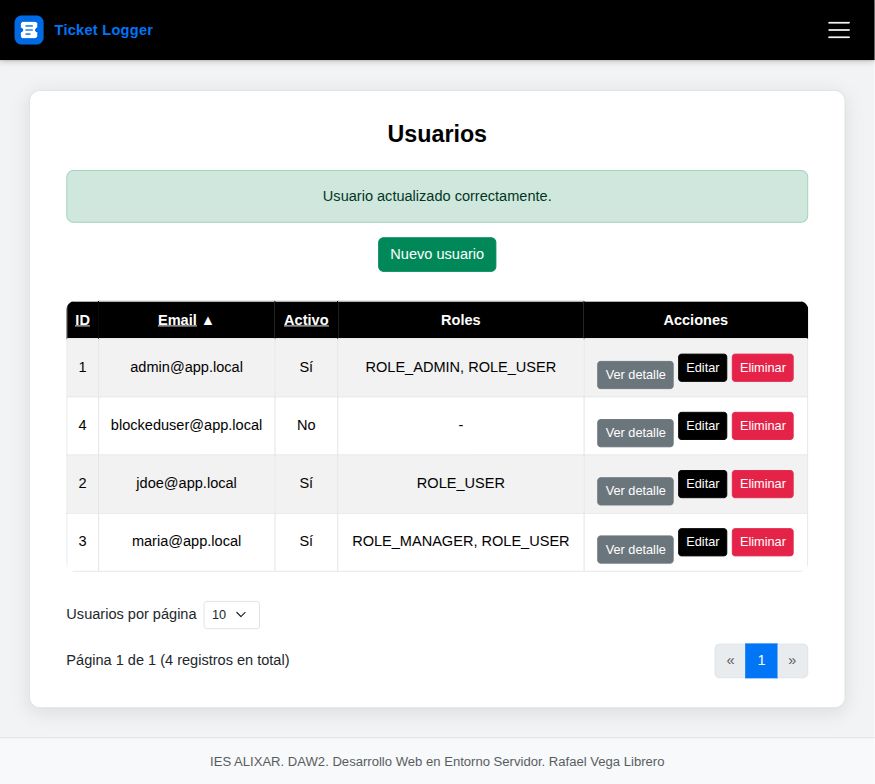 Ticket Logger
Usuarios
Usuario actualizado correctamente.
Nuevo usuario
ID Email ▲ Activo Roles Acciones
1 admin@app.local Sí ROLE_ADMIN, ROLE_USER Ver detalle Editar Eliminar
4 blockeduser@app.local No - Ver detalle Editar Eliminar
2 jdoe@app.local Sí ROLE_USER Ver detalle Editar Eliminar
3 maria@app.local Sí ROLE_MANAGER, ROLE_USER Ver detalle Editar Eliminar
Usuarios por página 10
Página 1 de 1 (4 registros en total) « 1 »
IES ALIXAR. DAW2. Desarrollo Web en Entorno Servidor. Rafael Vega Librero